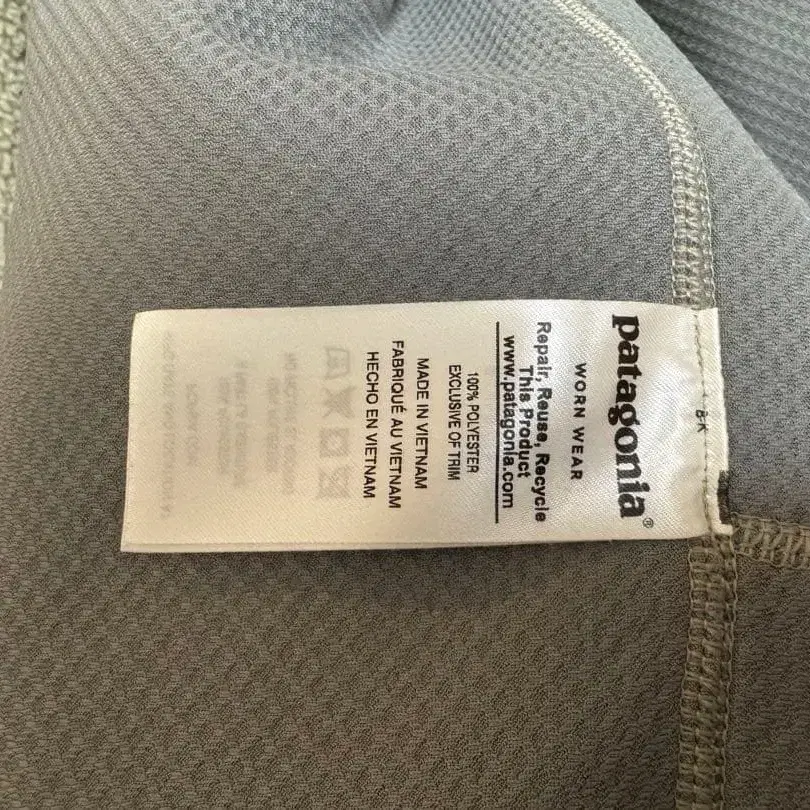 patagonia®
WORN WEAR
Repair, Reuse, Recycle
This Product
www.patagonia.com
100% POLYESTER
EXCLUSIVE OF TRIM
MADE IN VIETNAM
FABRIQUÉ AU VIETNAM
HECHO EN VIETNAM